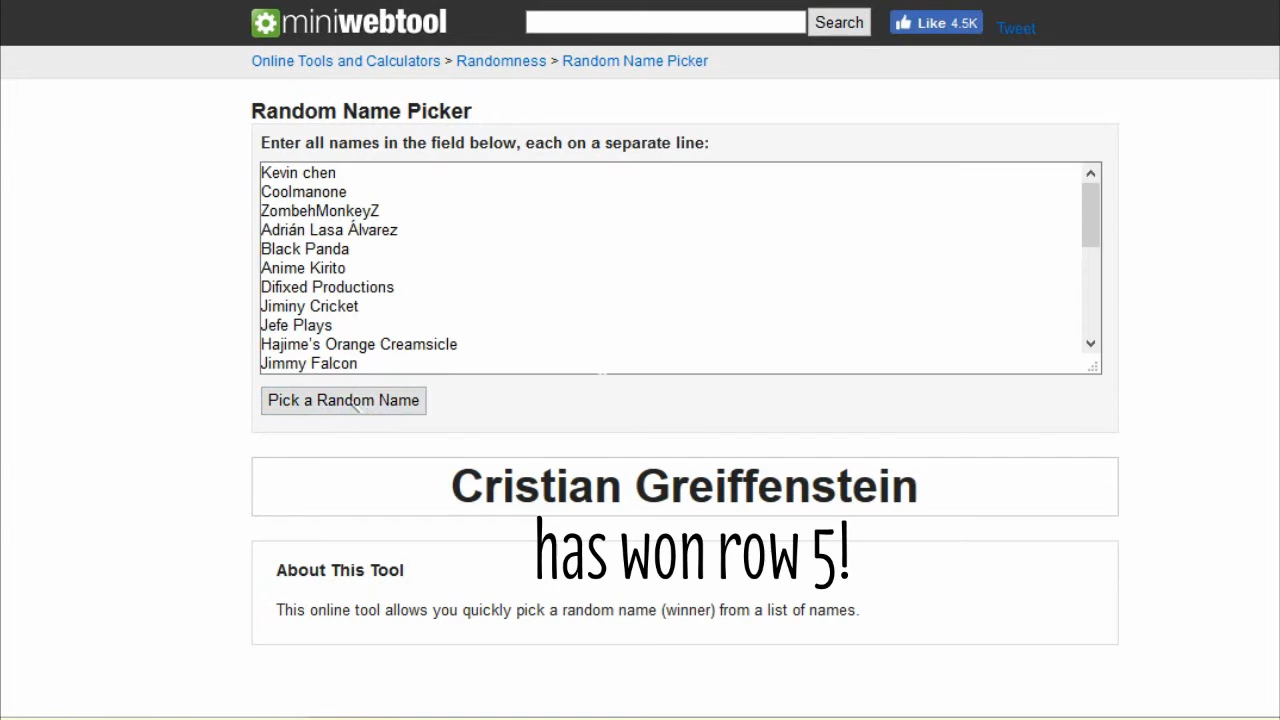 miniwebtool Search Like 4.5K Tweet
Online Tools and Calculators > Randomness > Random Name Picker
Random Name Picker
Enter all names in the field below, each on a separate line:
Kevin chen
Coolmanone
ZombehMonkeyZ
Adrián Lasa Álvarez
Black Panda
Anime Kirito
Difixed Productions
Jiminy Cricket
Jefe Plays
Hajime's Orange Creamsicle
Jimmy Falcon
Pick a Random Name
Cristian Greiffenstein
has won row 5!
About This Tool
This online tool allows you quickly pick a random name (winner) from a list of names.